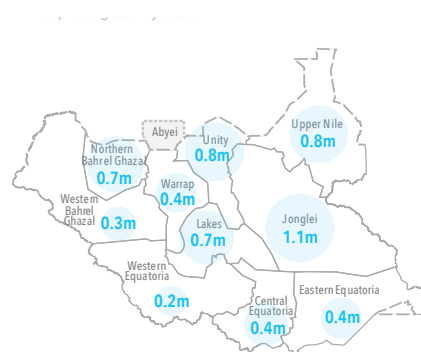 Abyei
Northern
Bahrel Ghazal
0.7m
Unity
0.8m
Upper Nile
0.8m
Warrap
0.4m
Western
Bahrel
Ghazal
0.3m
Lakes
0.7m
Jonglei
1.1m
Western
Equatoria
0.2m
Central
Equatoria
0.4m
Eastern Equatoria
0.4m